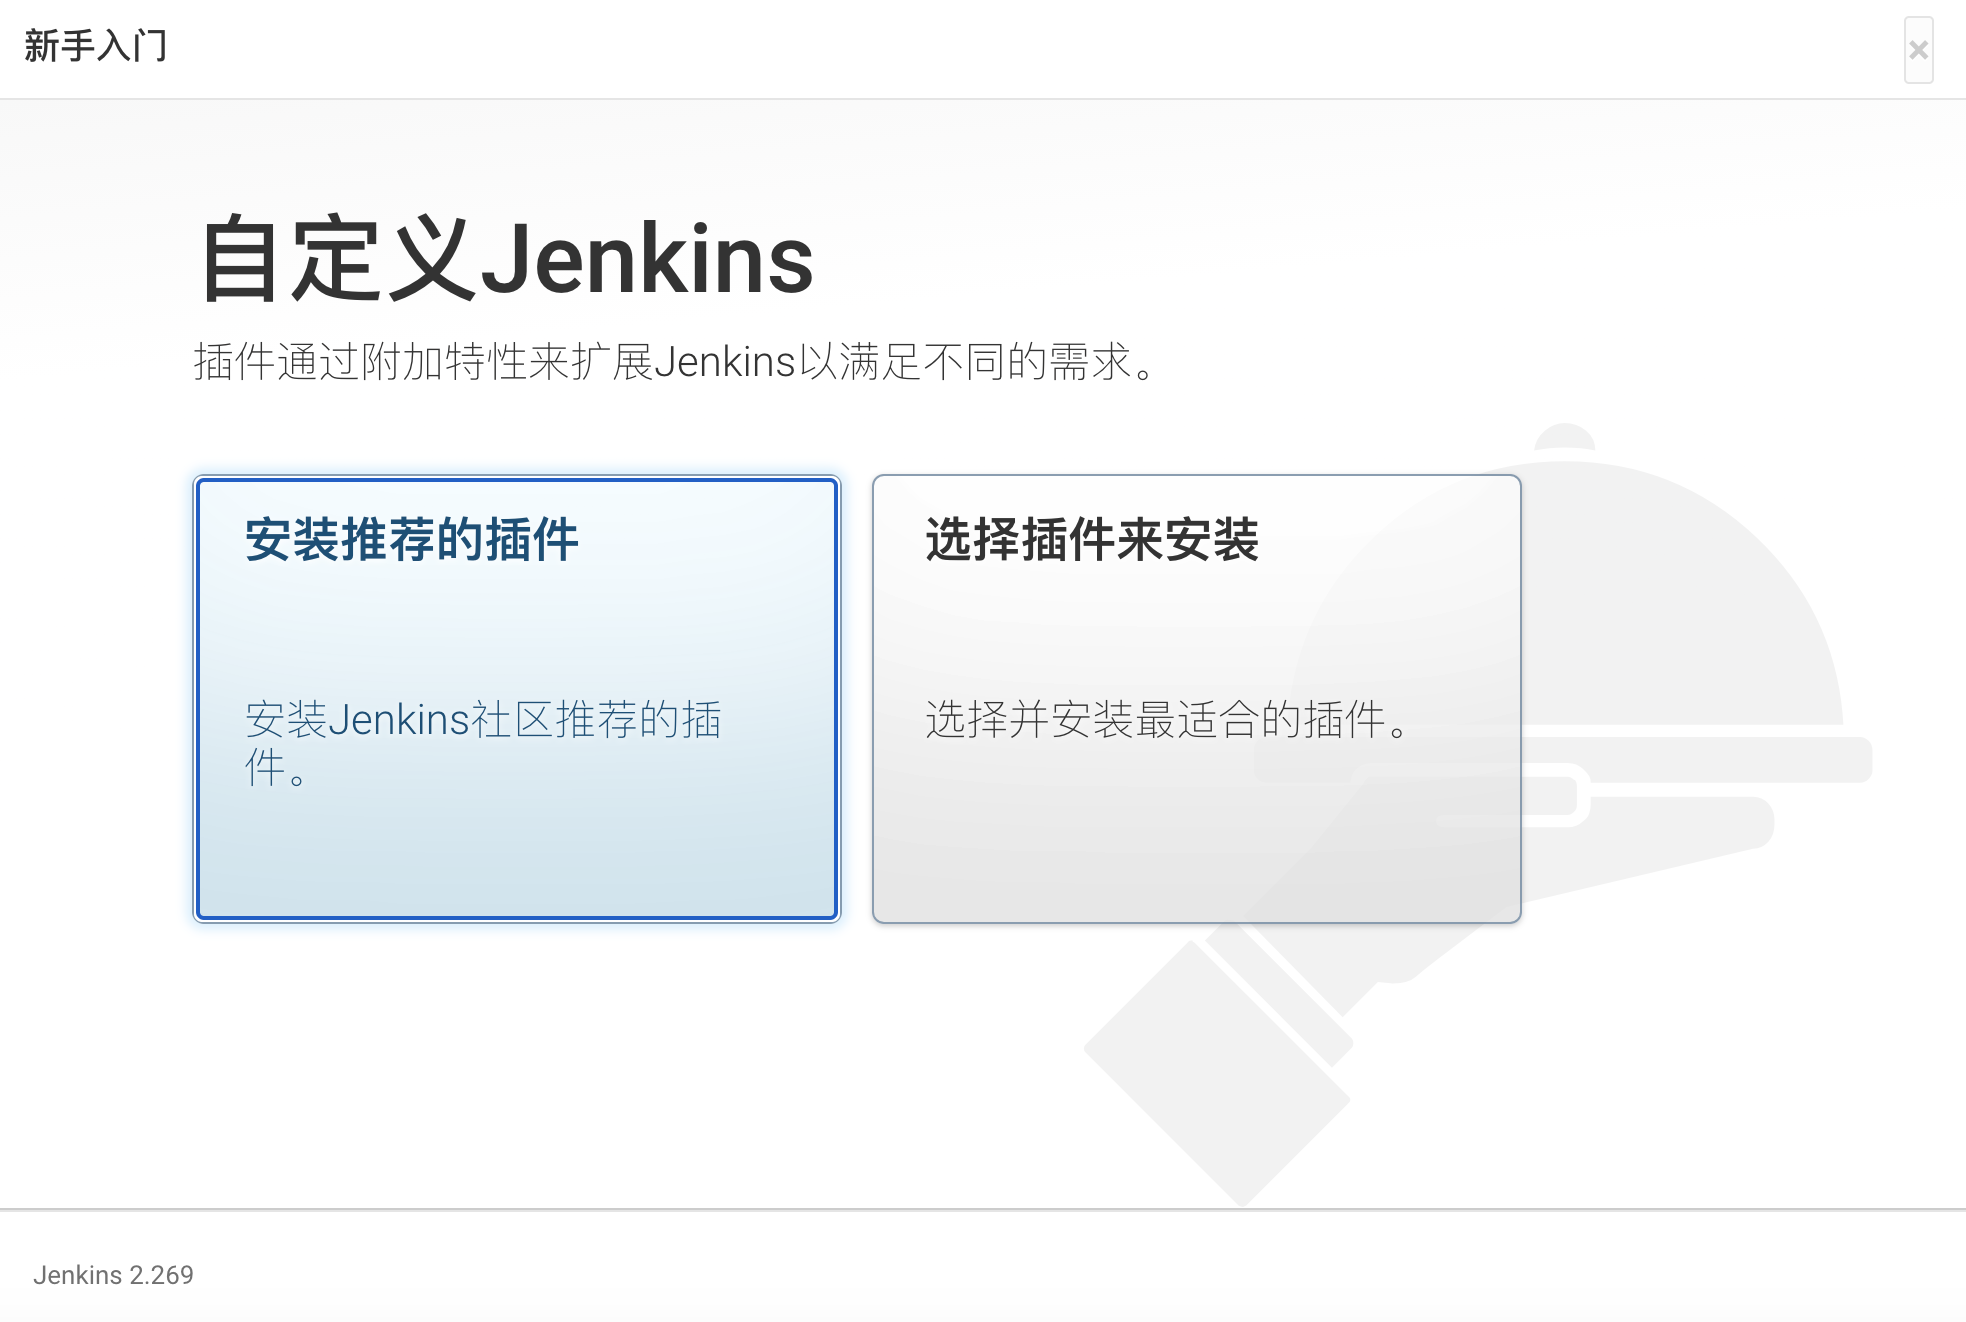 新手入门
×
自定义Jenkins
插件通过附加特性来扩展Jenkins以满足不同的需求。
安装推荐的插件
安装Jenkins社区推荐的插
件。
选择插件来安装
选择并安装最适合的插件。
Jenkins 2.269